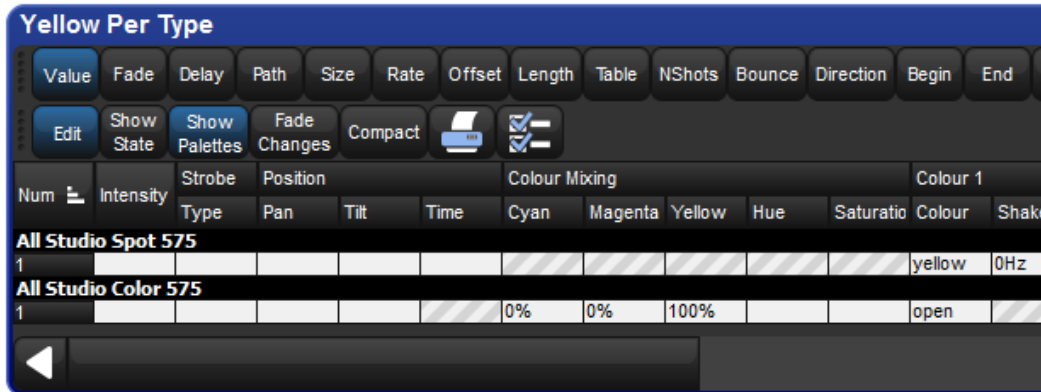 Yellow Per Type
Value Fade Delay Path Size Rate Offset Length Table NShots Bounce Direction Begin End
Edit Show State Show Palettes Fade Changes Compact
Num Intensity Strobe Position Colour Mixing Colour 1
Type Pan Tilt Time Cyan Magenta Yellow Hue Saturatio Colour Shak
All Studio Spot 575
1 yellow 0Hz
All Studio Color 575
1 0% 0% 100% open